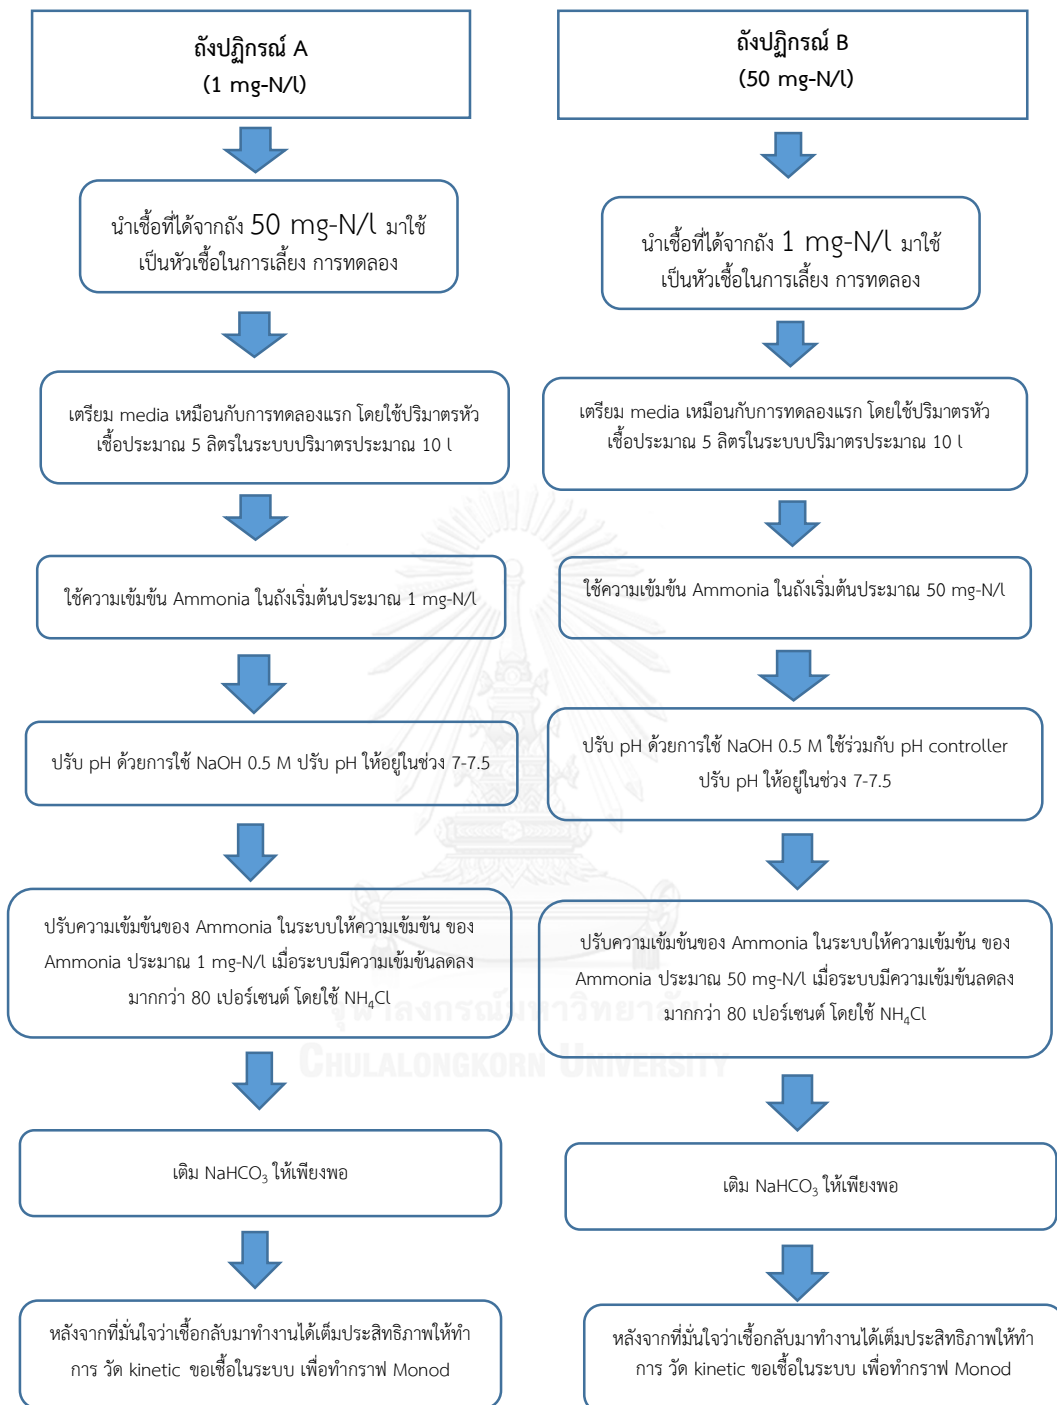 ถังปฏิกรณ์ A
(1 mg-N/l)
นำเชื้อที่ได้จากถัง 50 mg-N/l มาใช้
เป็นหัวเชื้อในการเลี้ยง การทดลอง
เตรียม media เหมือนกับการทดลองแรก โดยใช้ปริมาตรหัว
เชื้อประมาณ 5 ลิตรในระบบปริมาตรประมาณ 10 l
ใช้ความเข้มข้น Ammonia ในถังเริ่มต้นประมาณ 1 mg-N/l
ปรับ pH ด้วยการใช้ NaOH 0.5 M ปรับ pH ให้อยู่ในช่วง 7-7.5
ปรับความเข้มข้นของ Ammonia ในระบบให้ความเข้มข้น ของ
Ammonia ประมาณ 1 mg-N/l เมื่อระบบมีความเข้มข้นลดลง
มากกว่า 80 เปอร์เซนต์ โดยใช้ NH₄Cl
เติม NaHCO₃ ให้เพียงพอ
หลังจากที่มั่นใจว่าเชื้อกลับมาทำงานได้เต็มประสิทธิภาพให้ทำ
การ วัด kinetic ขอเชื้อในระบบ เพื่อทำกราฟ Monod
ถังปฏิกรณ์ B
(50 mg-N/l)
นำเชื้อที่ได้จากถัง 1 mg-N/l มาใช้
เป็นหัวเชื้อในการเลี้ยง การทดลอง
เตรียม media เหมือนกับการทดลองแรก โดยใช้ปริมาตรหัว
เชื้อประมาณ 5 ลิตรในระบบปริมาตรประมาณ 10 l
ใช้ความเข้มข้น Ammonia ในถังเริ่มต้นประมาณ 50 mg-N/l
ปรับ pH ด้วยการใช้ NaOH 0.5 M ใช้ร่วมกับ pH controller
ปรับ pH ให้อยู่ในช่วง 7-7.5
ปรับความเข้มข้นของ Ammonia ในระบบให้ความเข้มข้น ของ
Ammonia ประมาณ 50 mg-N/l เมื่อระบบมีความเข้มข้นลดลง
มากกว่า 80 เปอร์เซนต์ โดยใช้ NH₄Cl
เติม NaHCO₃ ให้เพียงพอ
หลังจากที่มั่นใจว่าเชื้อกลับมาทำงานได้เต็มประสิทธิภาพให้ทำ
การ วัด kinetic ขอเชื้อในระบบ เพื่อทำกราฟ Monod
จุฬาลงกรณ์มหาวิทยาลัย
CHULALONGKORN UNIVERSITY